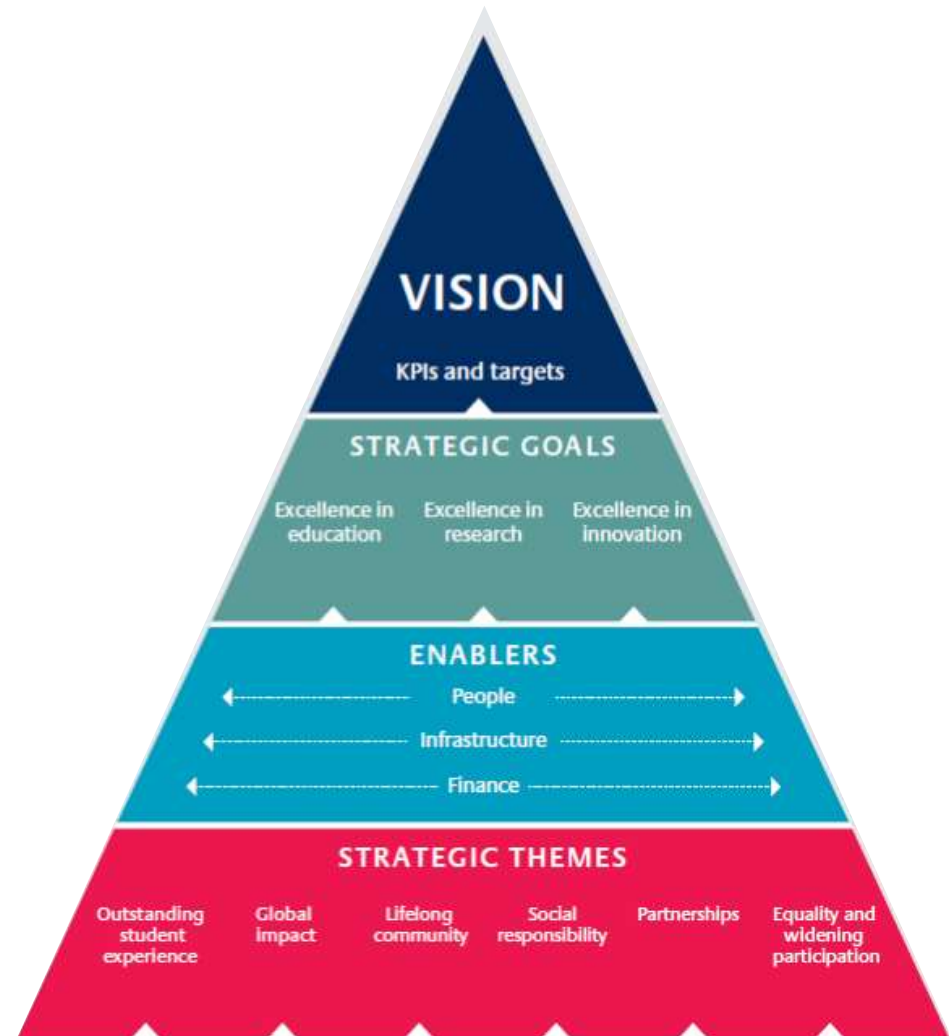 VISION
KPIs and targets
STRATEGIC GOALS
Excellence in
education
Excellence in
research
Excellence in
innovation
ENABLERS
People
Infrastructure
Finance
STRATEGIC THEMES
Outstanding
student
experience
Global
impact
Lifelong
community
Social
responsibility
Partnerships
Equality and
widening
participation